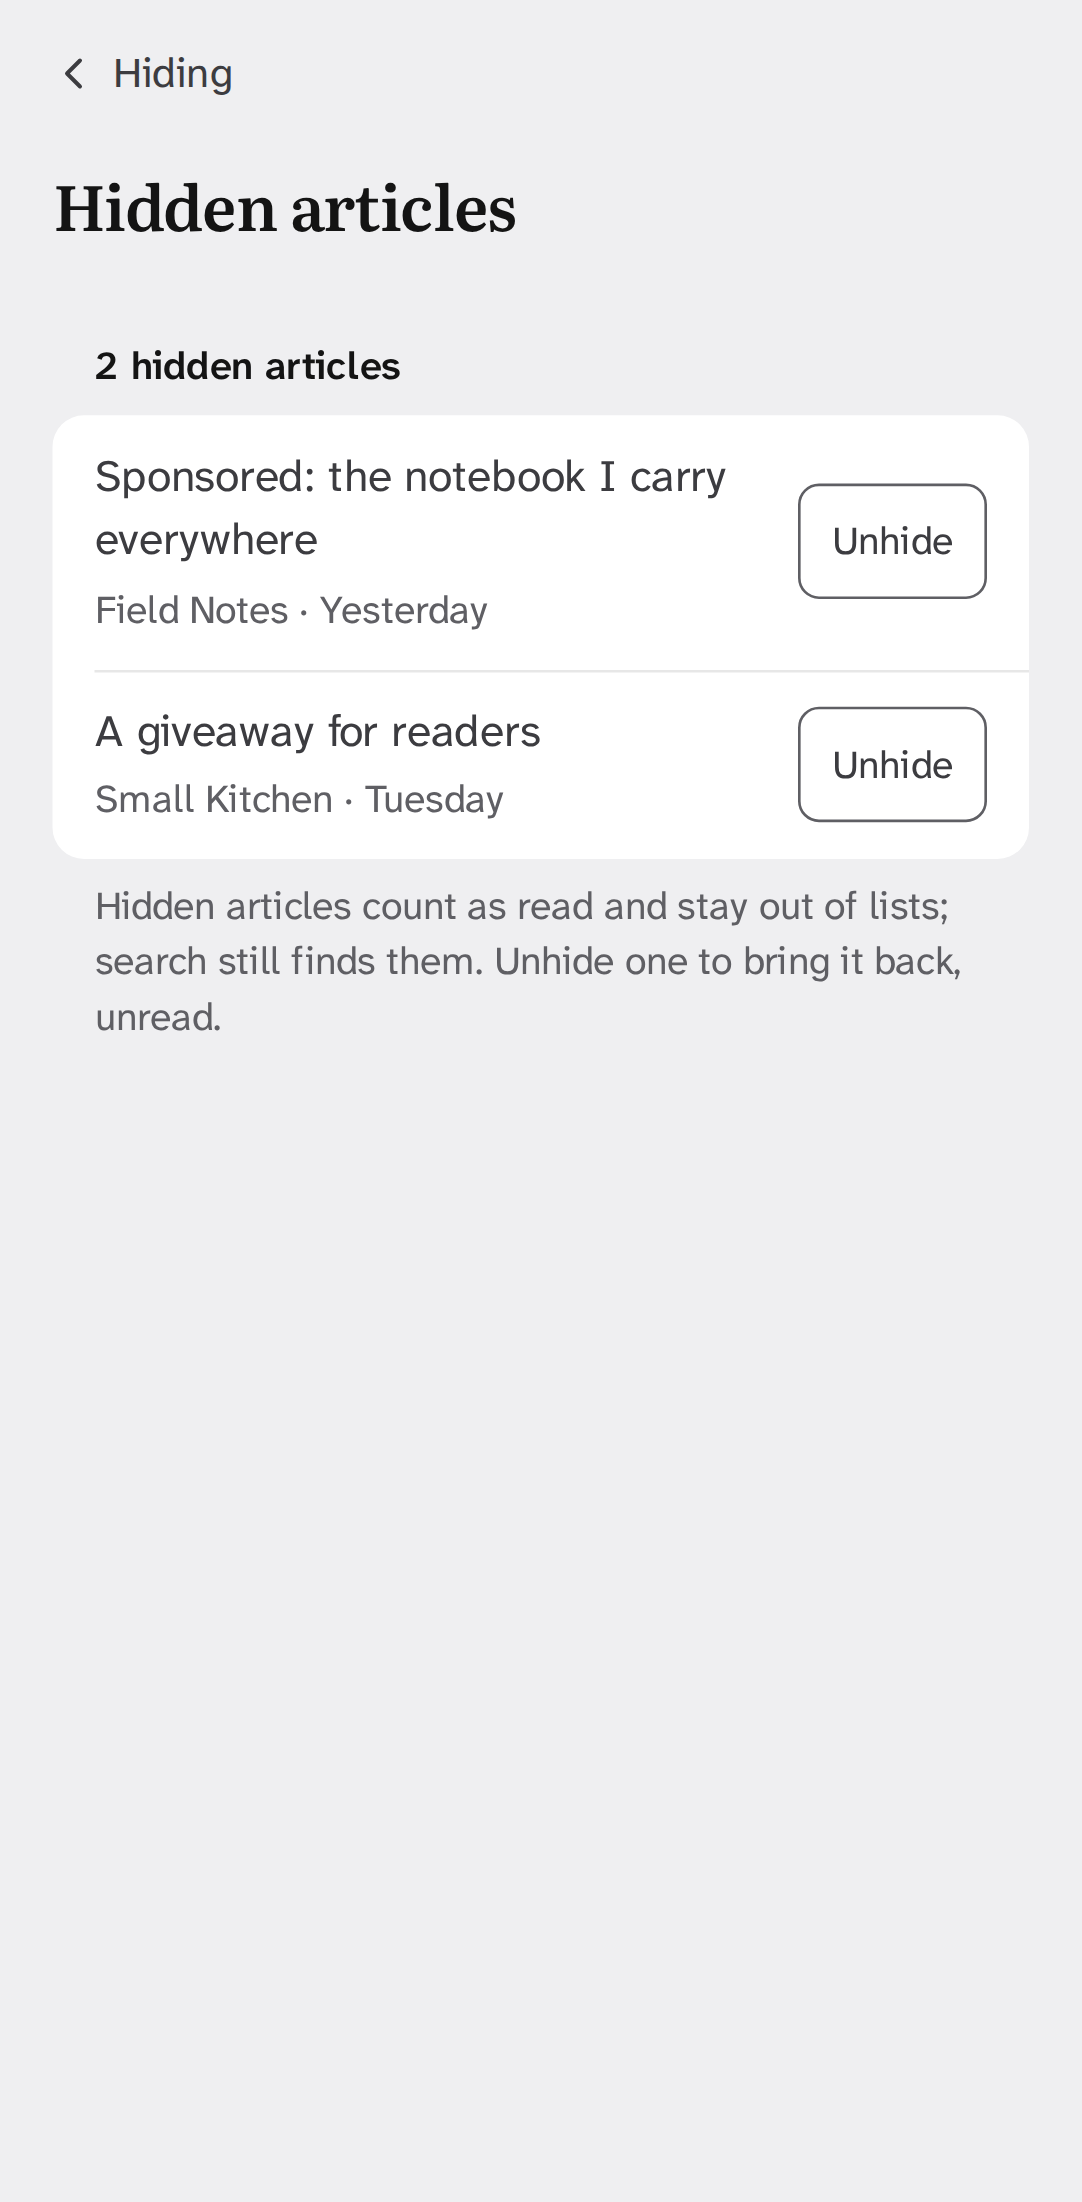 Hiding
Hidden articles
2 hidden articles
Sponsored: the notebook I carry
everywhere
Field Notes · Yesterday
Unhide
A giveaway for readers
Small Kitchen · Tuesday
Unhide
Hidden articles count as read and stay out of lists;
search still finds them. Unhide one to bring it back,
unread.